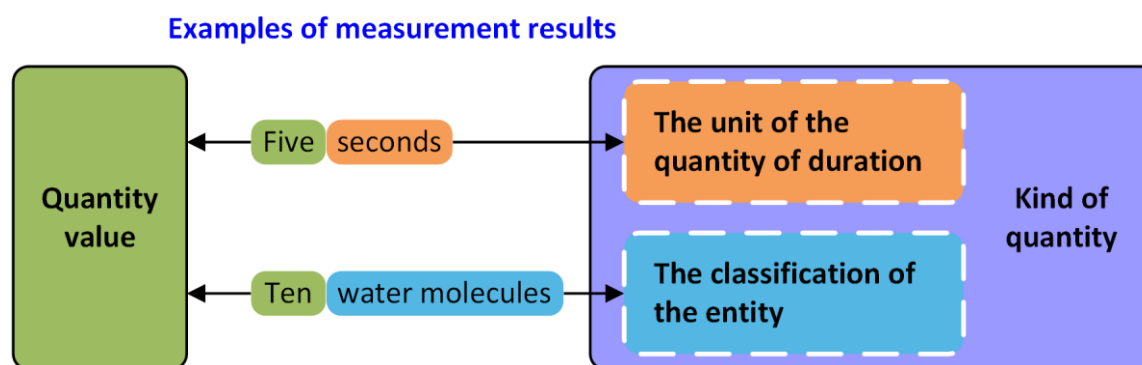 Examples of measurement results
Quantity
value
Five seconds
The unit of the
quantity of duration
Kind of
quantity
Ten water molecules
The classification of
the entity